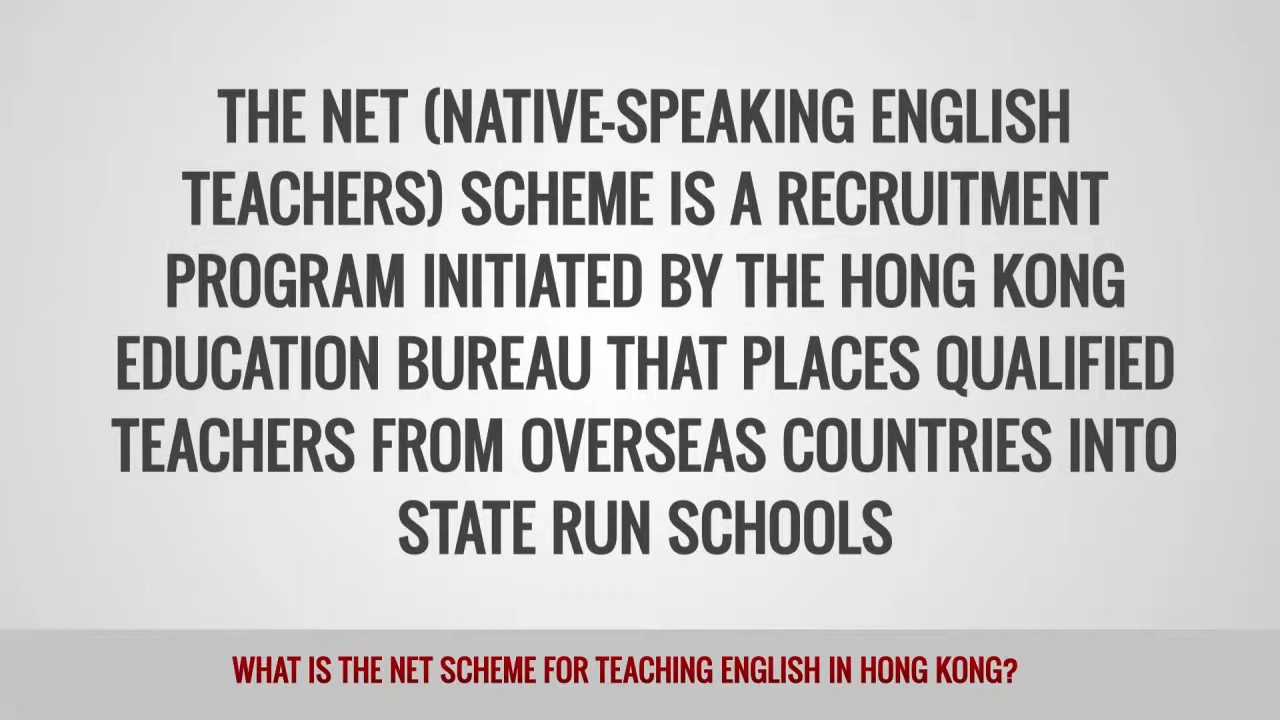 THE NET (NATIVE-SPEAKING ENGLISH
TEACHERS) SCHEME IS A RECRUITMENT
PROGRAM INITIATED BY THE HONG KONG
EDUCATION BUREAU THAT PLACES QUALIFIED
TEACHERS FROM OVERSEAS COUNTRIES INTO
STATE RUN SCHOOLS
WHAT IS THE NET SCHEME FOR TEACHING ENGLISH IN HONG KONG?